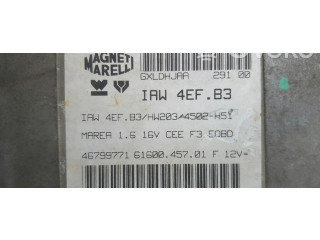 MAGNETI
MARELLI
GXLDHJAA 291 00
IAW 4EF.B3
IAW 4EF.B3/HW203/4502-H51
MAREA 1.6 16V CEE F3 EOBD
46799771 61600.457.01 F 12V